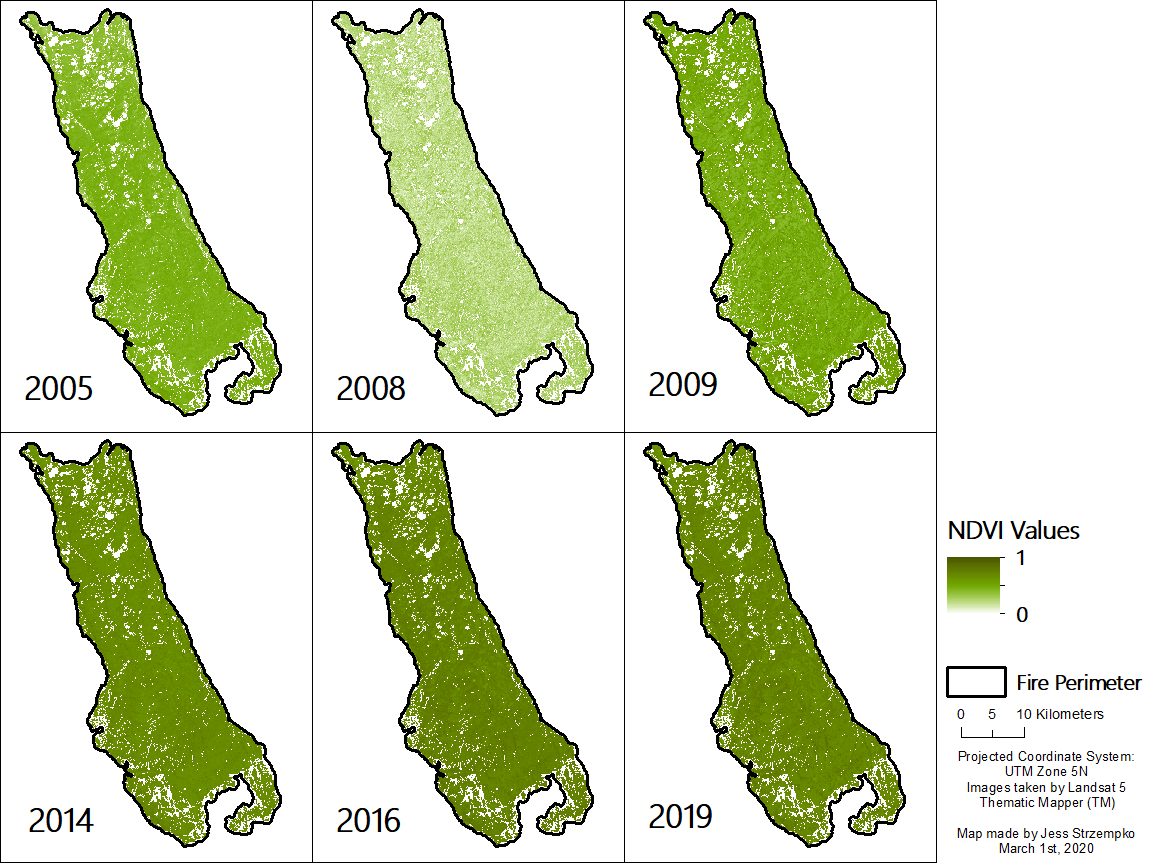 2005
2008
2009
2014
2016
2019
NDVI Values
1
0
Fire Perimeter
0 5 10 Kilometers
Projected Coordinate System:
UTM Zone 5N
Images taken by Landsat 5
Thematic Mapper (TM)
Map made by Jess Strzempko
March 1st, 2020